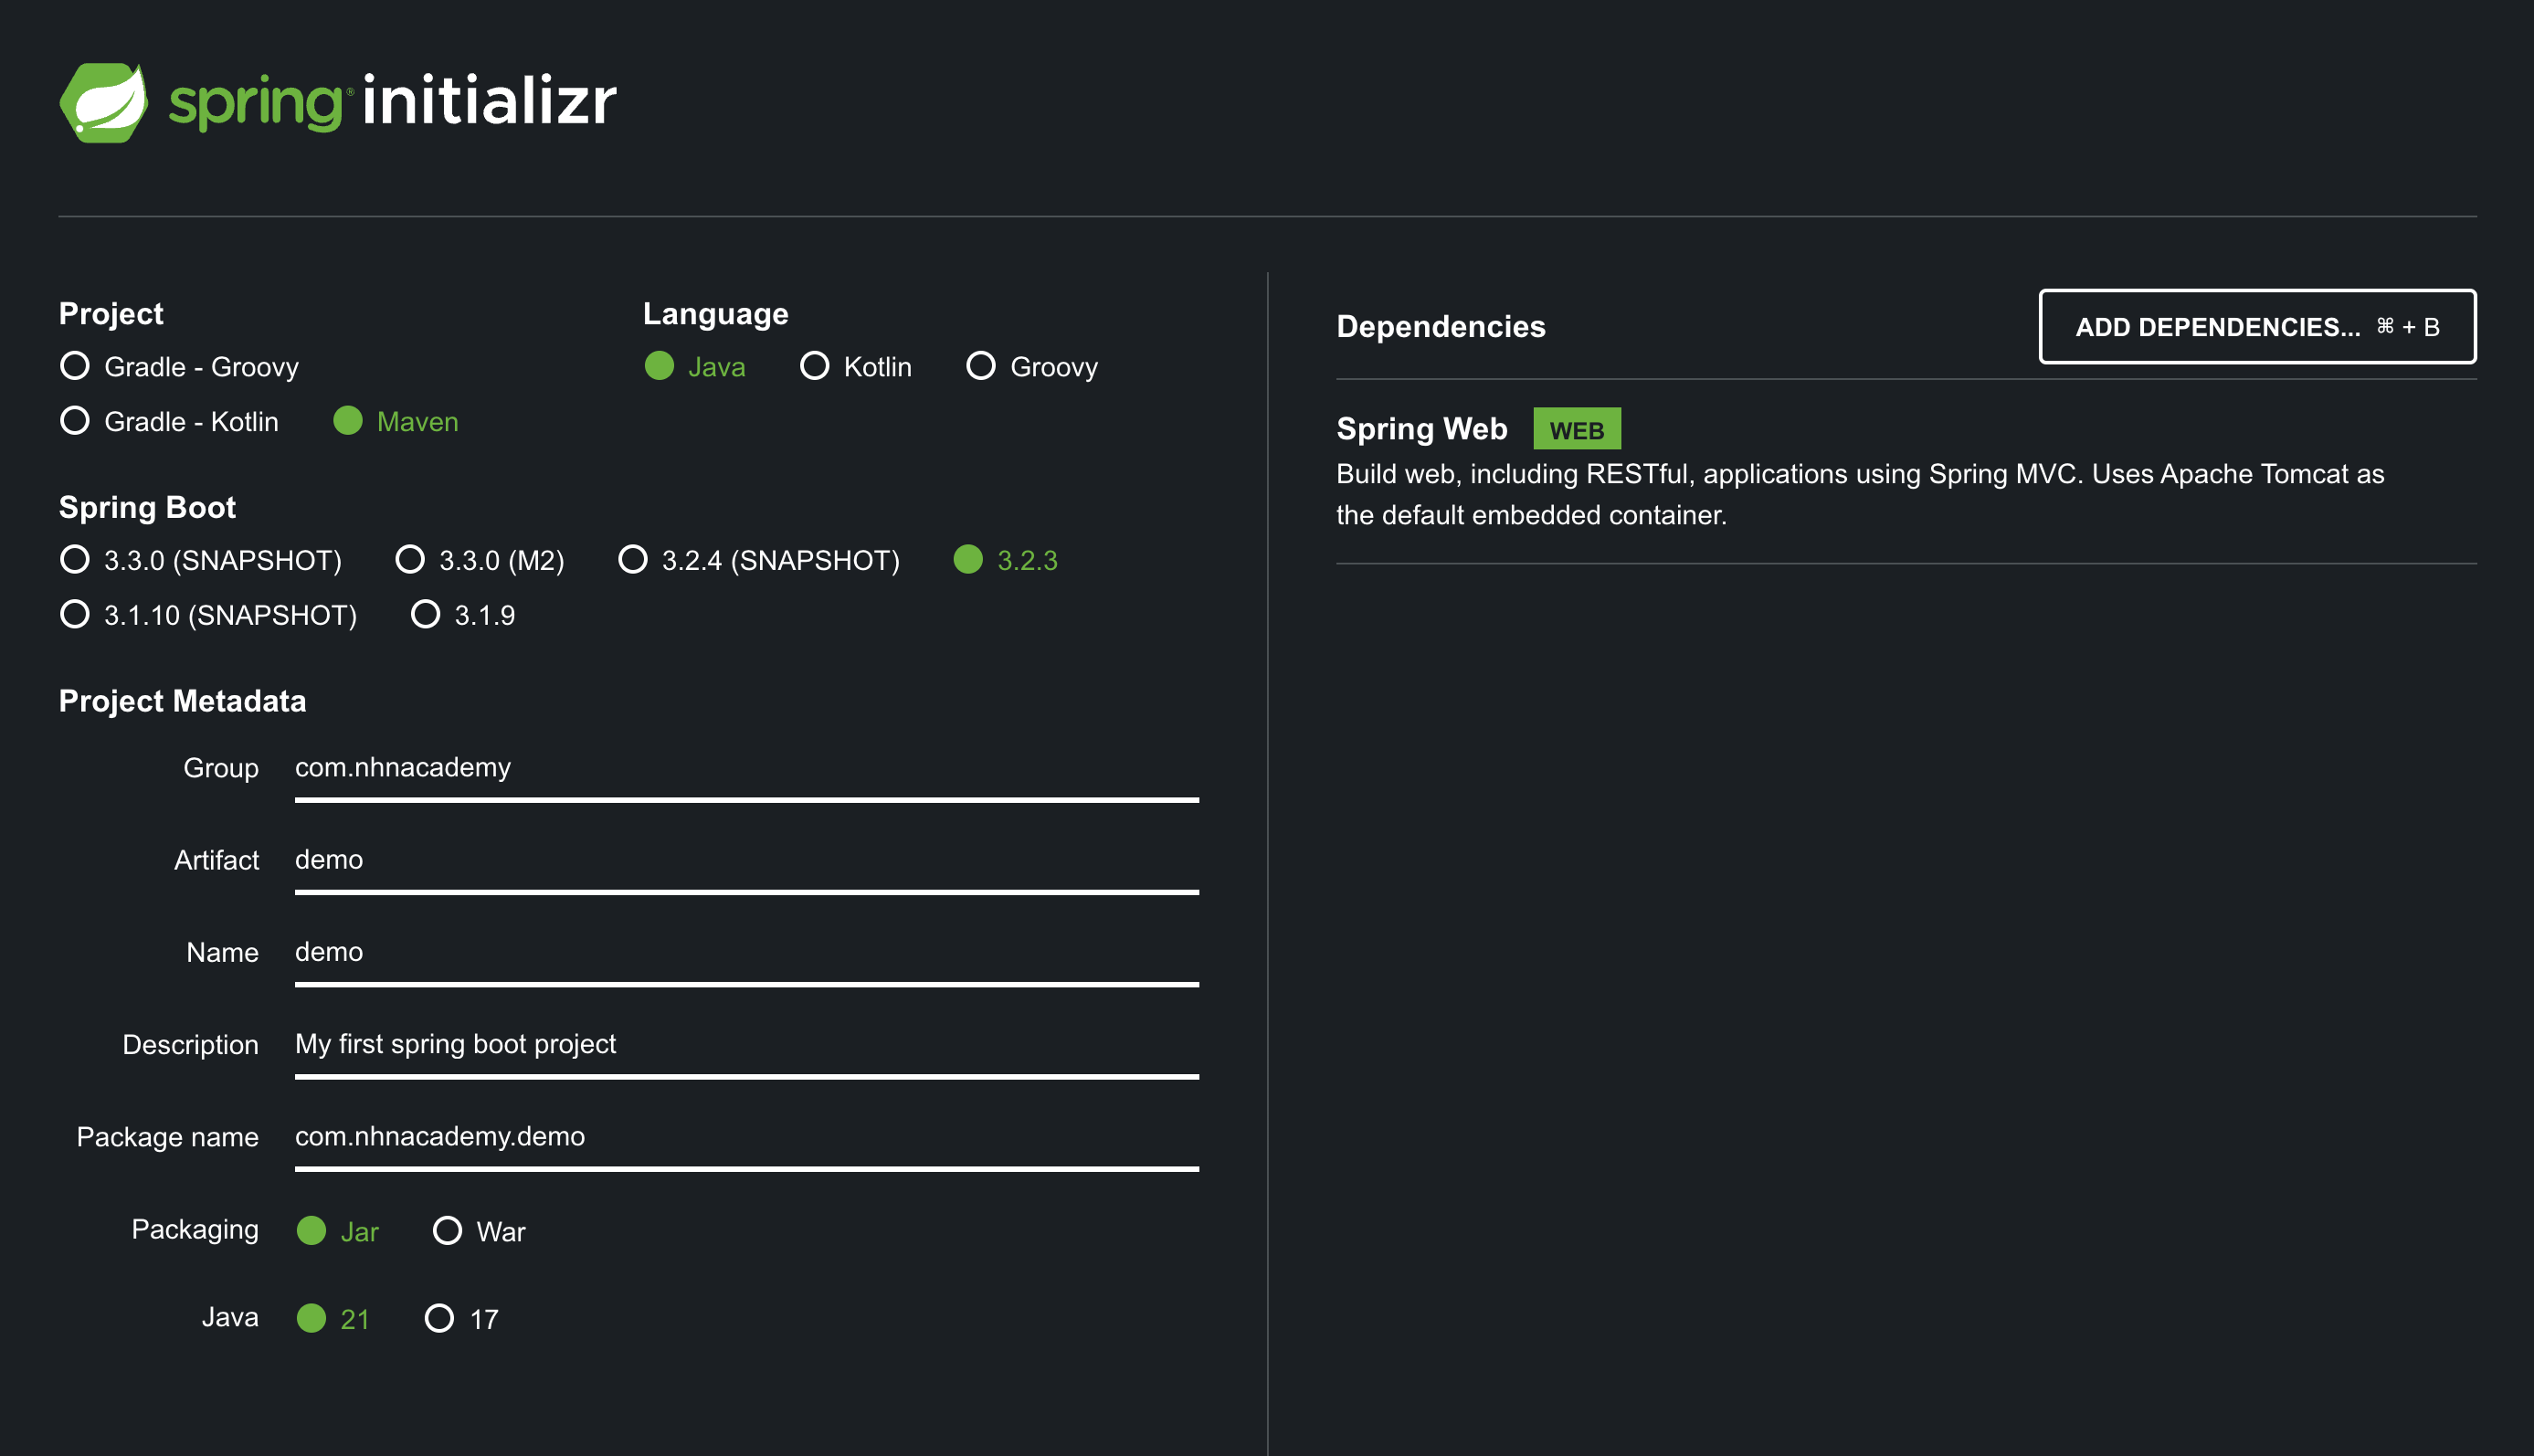 spring® initializr
Project
Gradle - Groovy
Gradle - Kotlin Maven
Language
Java Kotlin Groovy
Spring Boot
3.3.0 (SNAPSHOT) 3.3.0 (M2) 3.2.4 (SNAPSHOT) 3.2.3
3.1.10 (SNAPSHOT) 3.1.9
Project Metadata
Group com.nhnacademy
Artifact demo
Name demo
Description My first spring boot project
Package name com.nhnacademy.demo
Packaging Jar War
Java 21 17
Dependencies ADD DEPENDENCIES... ⌘ + B
Spring Web WEB
Build web, including RESTful, applications using Spring MVC. Uses Apache Tomcat as
the default embedded container.